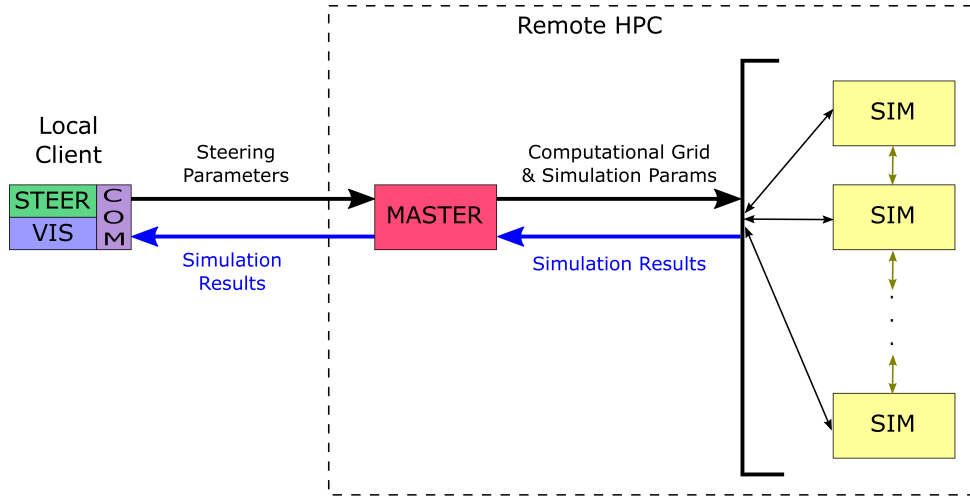 Remote HPC
Local
Client
Steering
Parameters
Computational Grid
& Simulation Params
STEER
VIS
COM
MASTER
Simulation
Results
Simulation Results
SIM
SIM
.
.
.
SIM